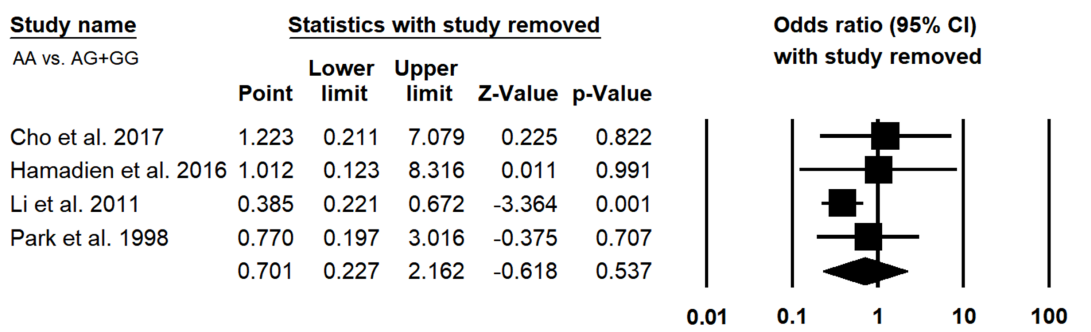 Study name Statistics with study removed Odds ratio (95% CI)
AA vs. AG+GG with study removed
Lower Upper
Point limit limit Z-Value p-Value
Cho et al. 2017 1.223 0.211 7.079 0.225 0.822
Hamadien et al. 2016 1.012 0.123 8.316 0.011 0.991
Li et al. 2011 0.385 0.221 0.672 -3.364 0.001
Park et al. 1998 0.770 0.197 3.016 -0.375 0.707
0.701 0.227 2.162 -0.618 0.537
0.01 0.1 1 10 100